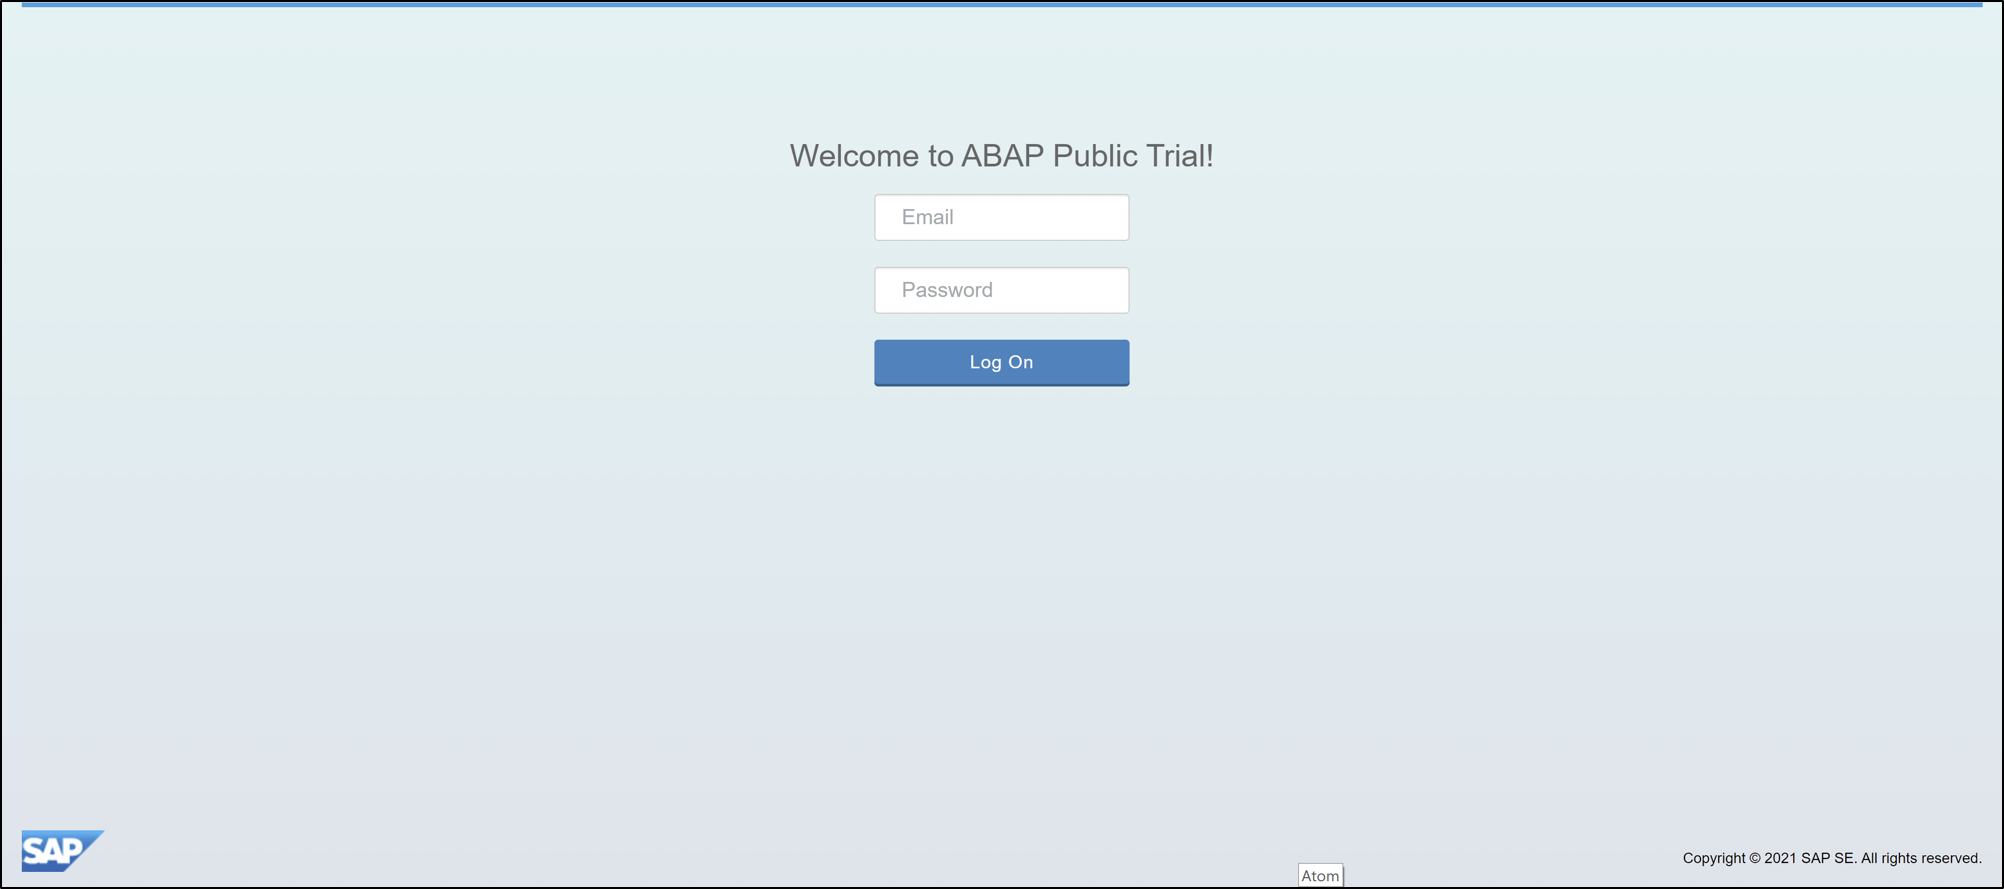 Welcome to ABAP Public Trial!
Email
Password
Log On
SAP
Copyright © 2021 SAP SE. All rights reserved.
Atom